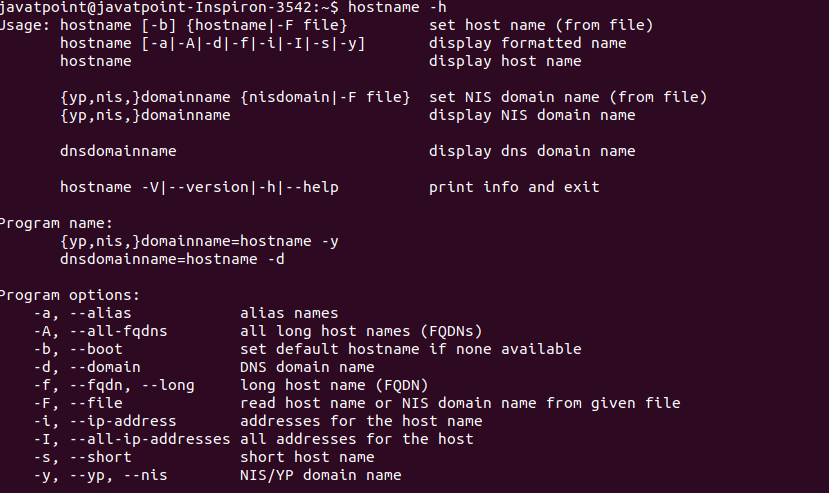 javatpoint@javatpoint-Inspiron-3542:~$ hostname -h
Usage: hostname [-b] {hostname|-F file}         set host name (from file)
       hostname [-a|-A|-d|-f|-i|-I|-s|-y]       display formatted name
       hostname                                 display host name

       {yp,nis,}domainname {nisdomain|-F file}  set NIS domain name (from file)
       {yp,nis,}domainname                      display NIS domain name

       dnsdomainname                            display dns domain name

       hostname -V|--version|-h|--help          print info and exit

Program name:
       {yp,nis,}domainname=hostname -y
       dnsdomainname=hostname -d

Program options:
    -a, --alias            alias names
    -A, --all-fqdns        all long host names (FQDNs)
    -b, --boot             set default hostname if none available
    -d, --domain           DNS domain name
    -f, --fqdn, --long     long host name (FQDN)
    -F, --file             read host name or NIS domain name from given file
    -i, --ip-address       addresses for the host name
    -I, --all-ip-addresses all addresses for the host
    -s, --short            short host name
    -y, --yp, --nis        NIS/YP domain name